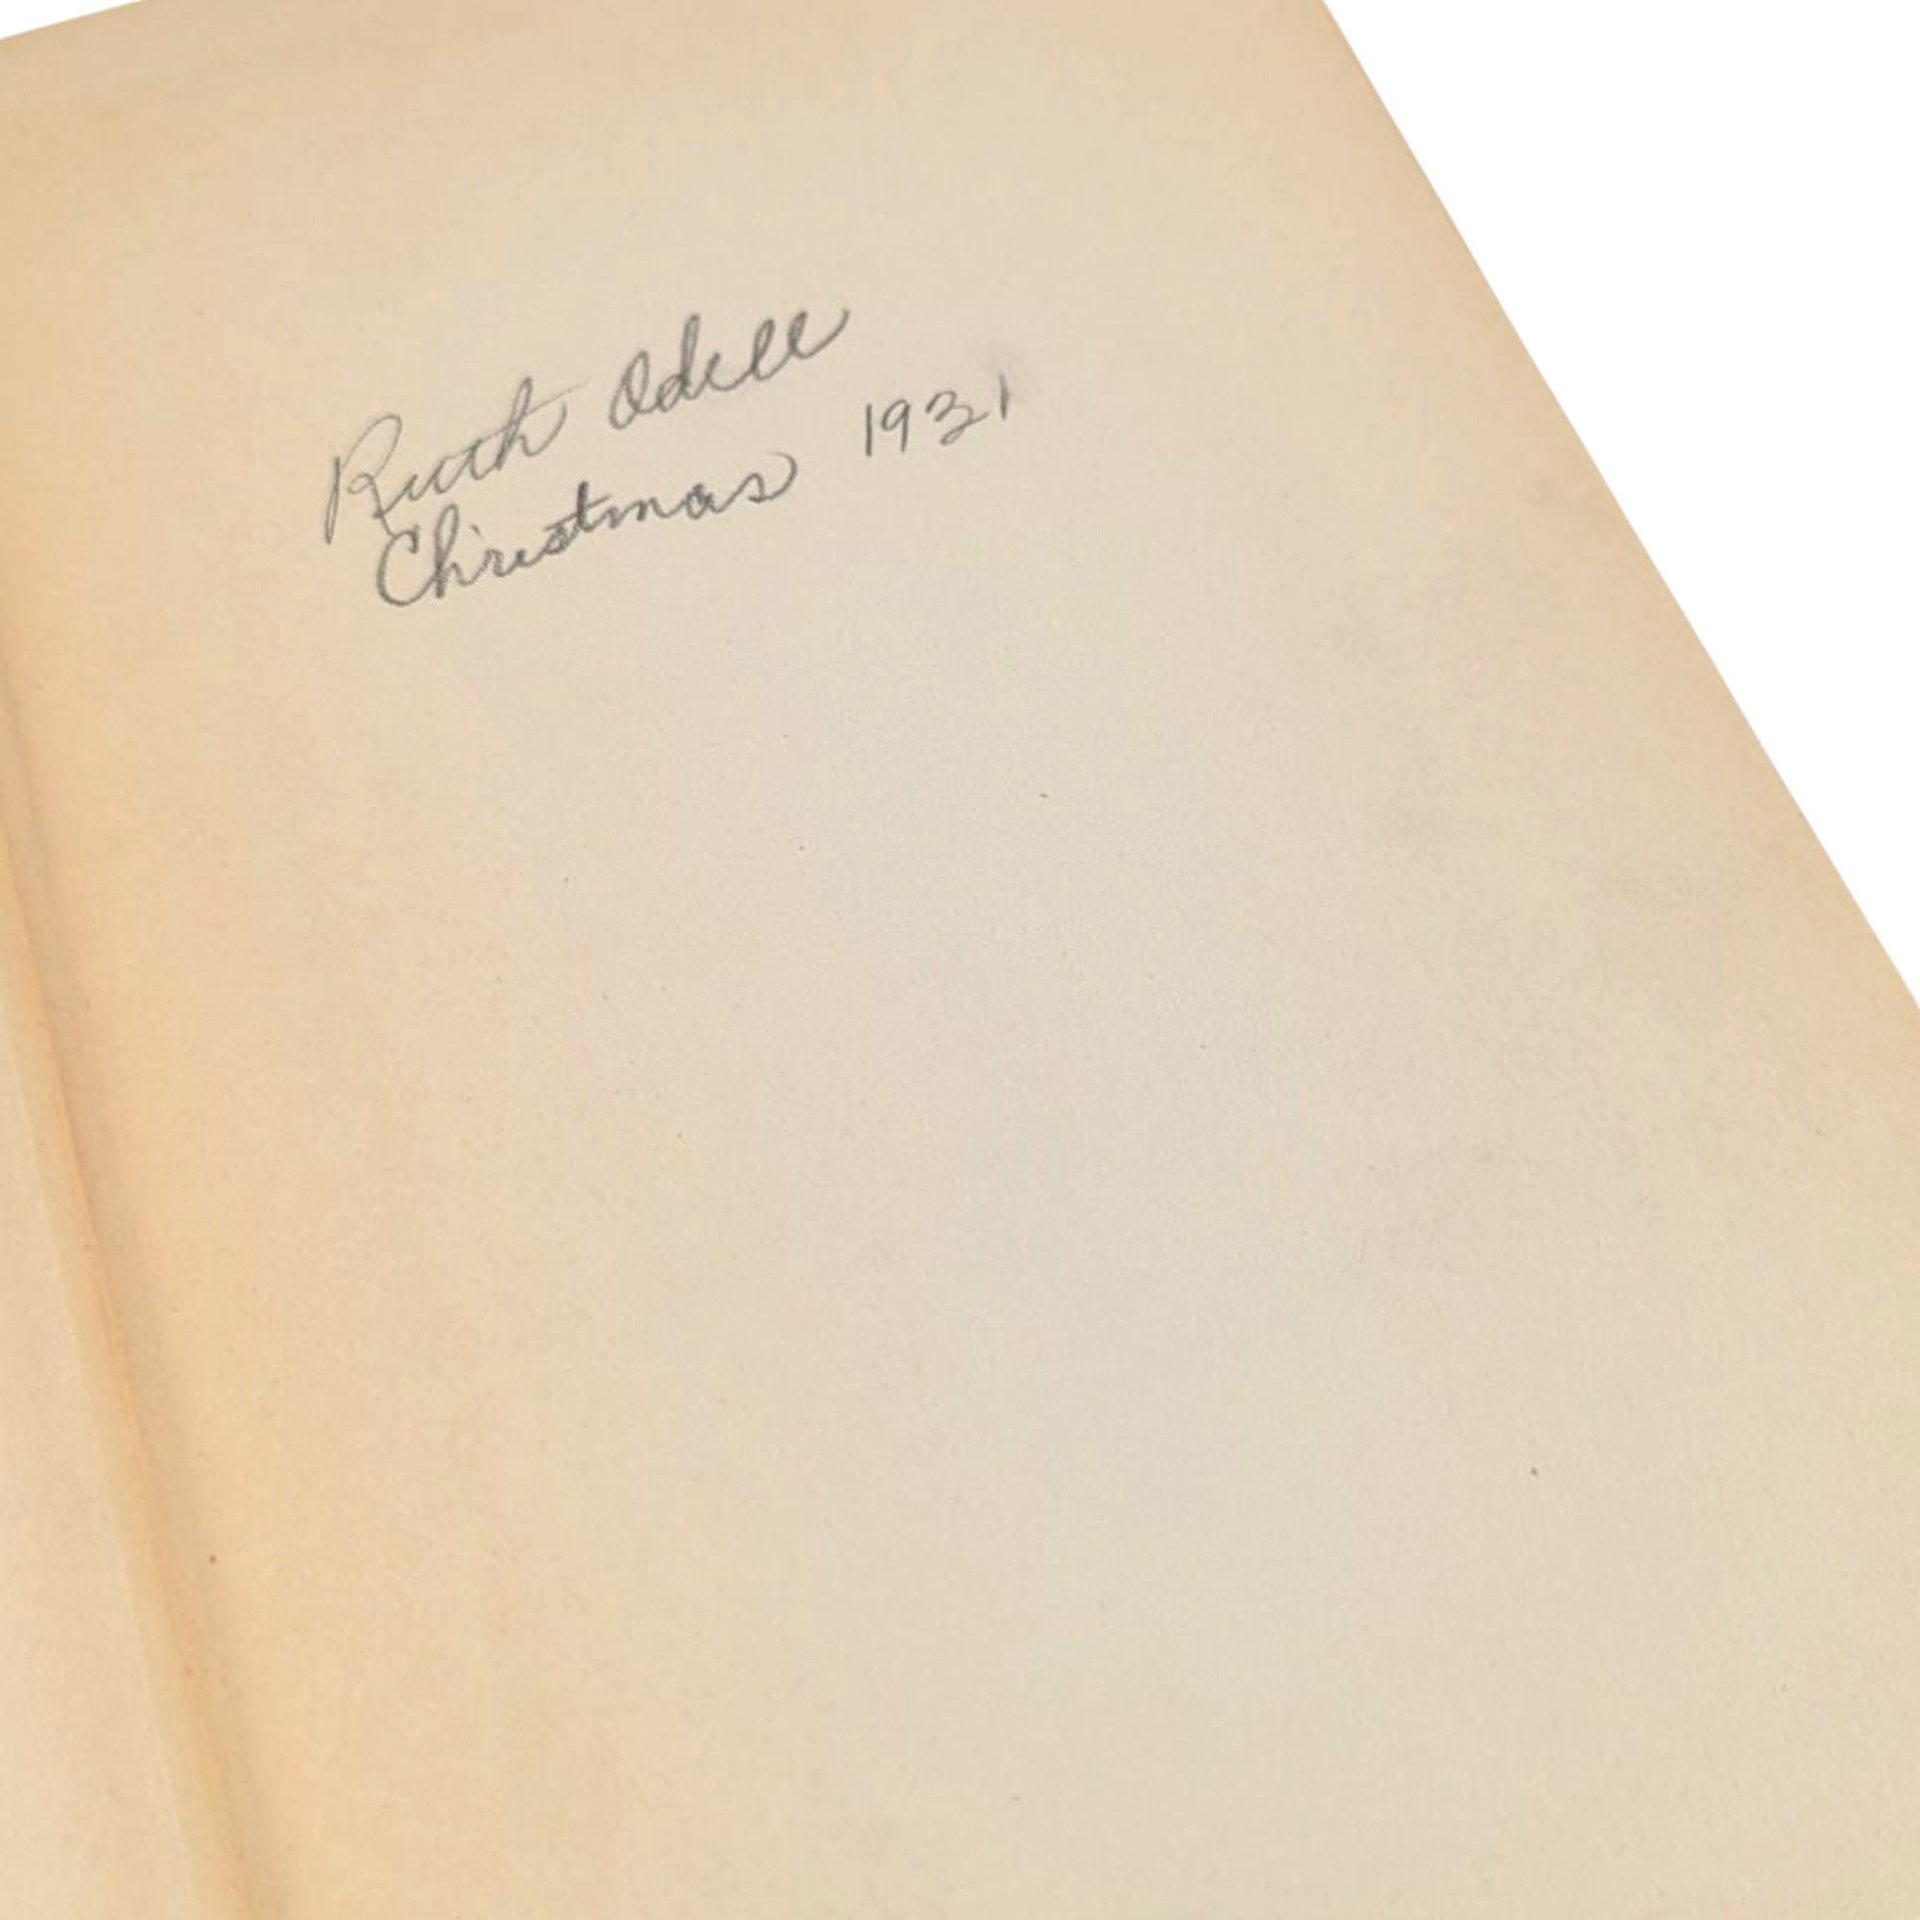 Ruth Odell
Christmas 1931